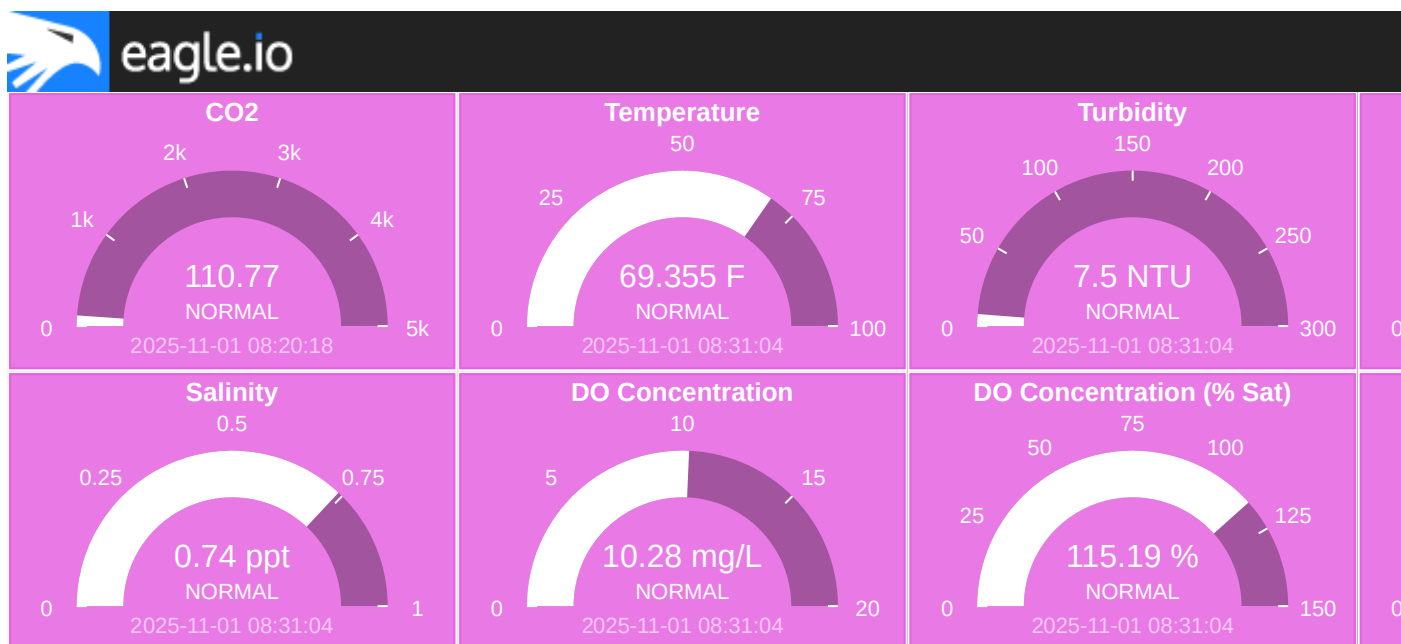 eagle.io
CO2
0
1k
2k
3k
4k
5k
110.77
NORMAL
2025-11-01 08:20:18
Temperature
0
25
50
75
100
69.355 F
NORMAL
2025-11-01 08:31:04
Turbidity
0
50
100
150
200
250
300
7.5 NTU
NORMAL
2025-11-01 08:31:04
0
Salinity
0
0.25
0.5
0.75
1
0.74 ppt
NORMAL
2025-11-01 08:31:04
DO Concentration
0
5
10
15
20
10.28 mg/L
NORMAL
2025-11-01 08:31:04
DO Concentration (% Sat)
0
25
50
75
100
125
150
115.19 %
NORMAL
2025-11-01 08:31:04
0